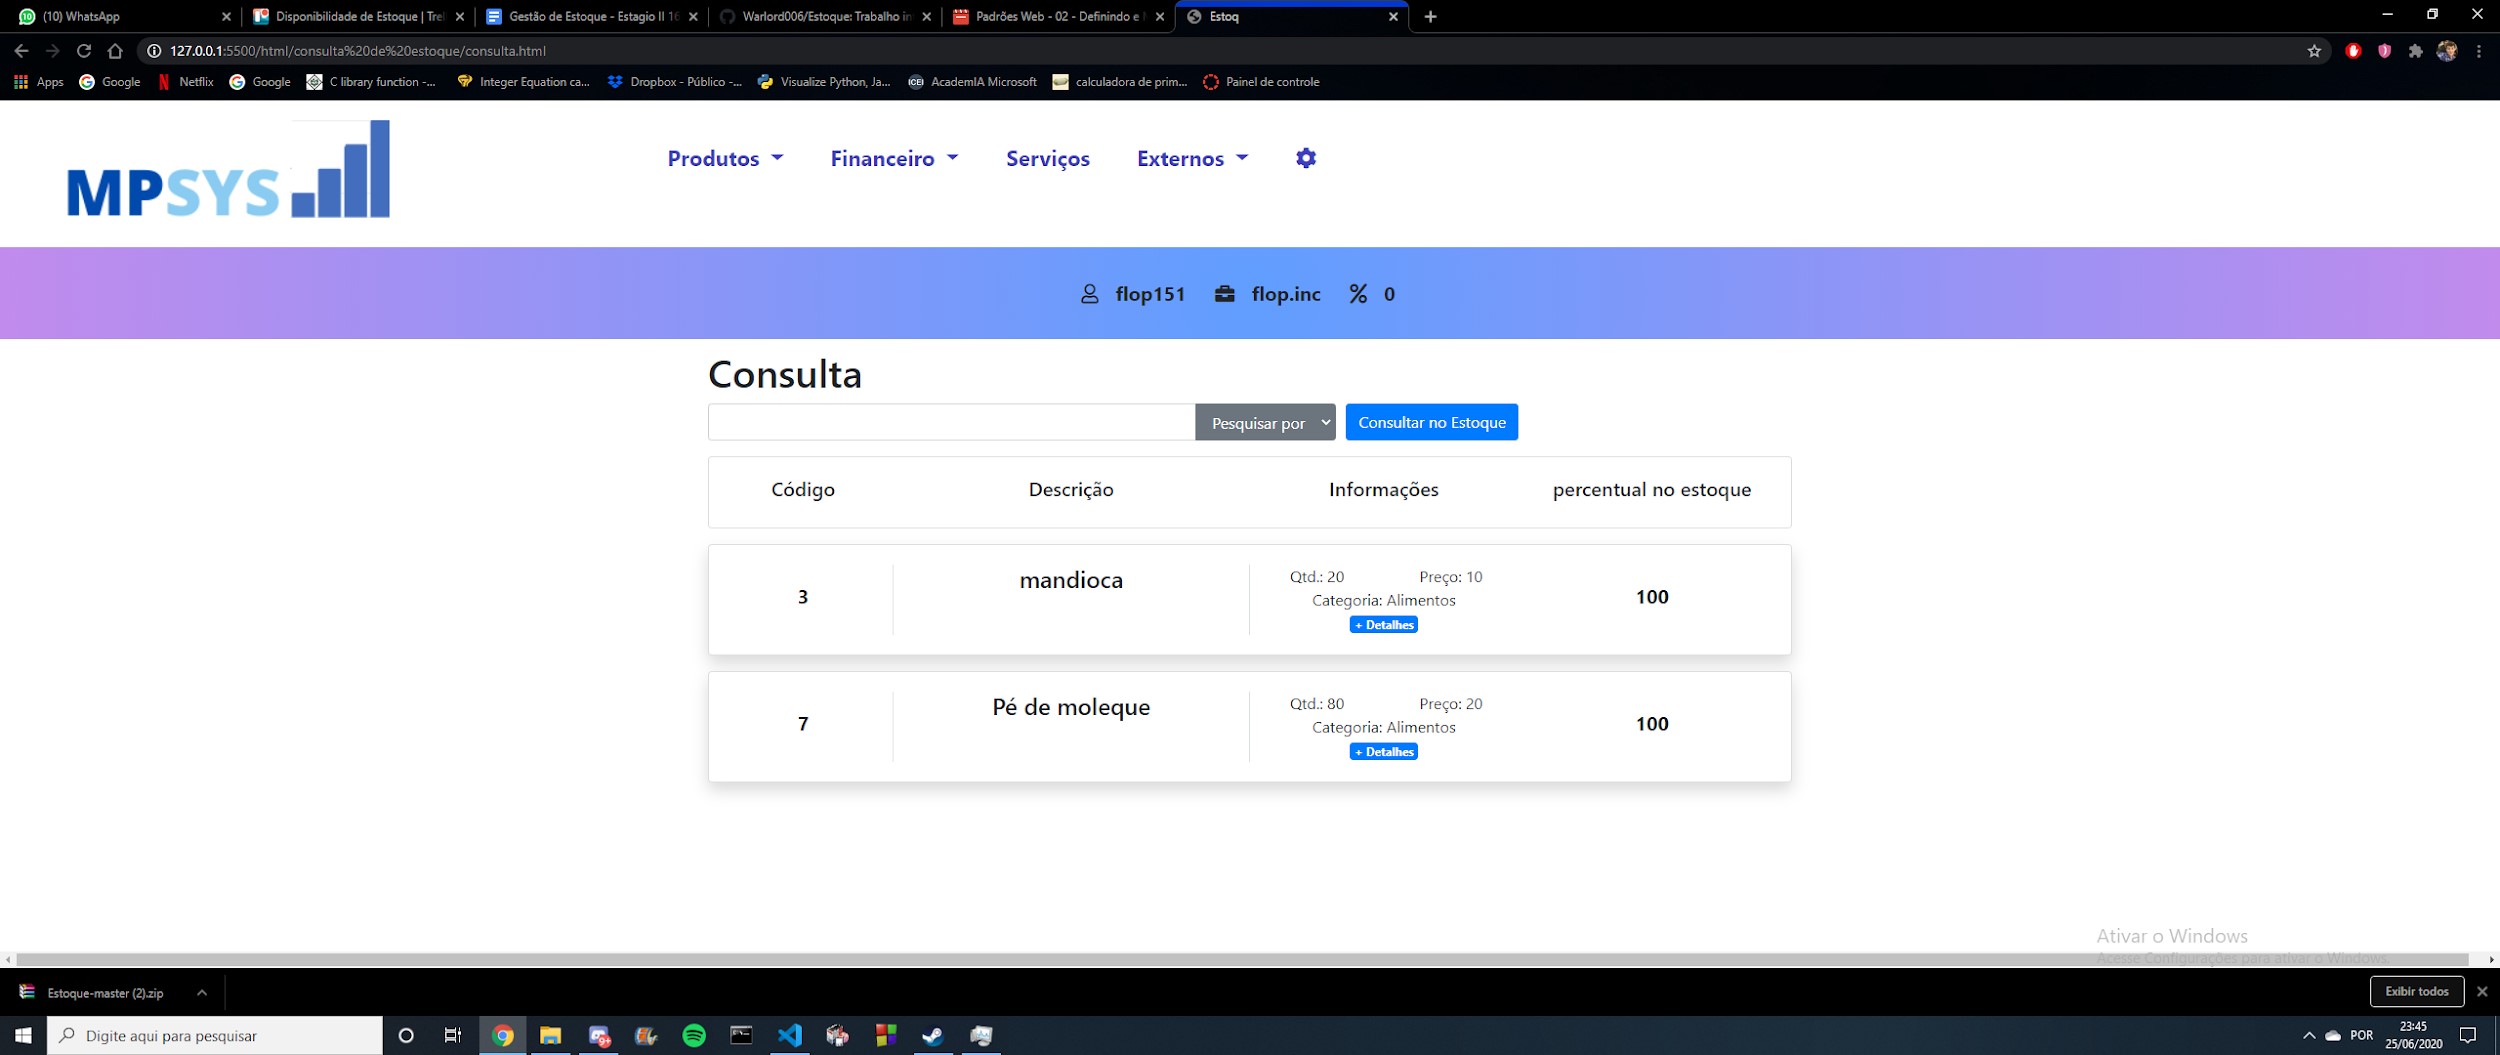 (10) WhatsApp
Disponibilidade de Estoque | Trel
Gestão de Estoque - Estagio II 16
Warlord006/Estoque: Trabalho in
Padrões Web - 02 - Definindo e
Estoq
127.0.0.1:5500/html/consulta%20de%20estoque/consulta.html
Apps
Google
Netflix
Google
C library function -...
Integer Equation ca...
Dropbox - Público -...
Visualize Python, Ja...
ICEI
AcademIA Microsoft
calculadora de prim...
Painel de controle
MPSYS
Produtos
Financeiro
Serviços
Externos
flop151
flop.inc
% 0
Consulta
Pesquisar por
Consultar no Estoque
Código
Descrição
Informações
percentual no estoque
3
mandioca
Qtd.: 20
Preço: 10
Categoria: Alimentos
+ Detalhes
100
7
Pé de moleque
Qtd.: 80
Preço: 20
Categoria: Alimentos
+ Detalhes
100
Ativar o Windows
Acesse Configurações para ativar o Windows.
Estoque-master (2).zip
Exibir todos
Digite aqui para pesquisar
9+
POR
23:45
25/06/2020